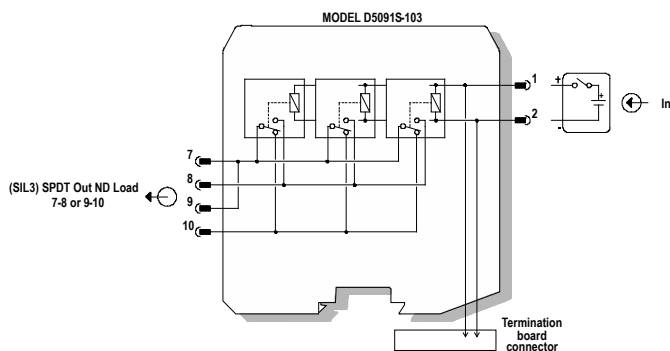 MODEL D5091S-103
1
+
+
In
2
-
7
8
(SIL3) SPDT Out ND Load
7-8 or 9-10
9
10
Termination
board
connector